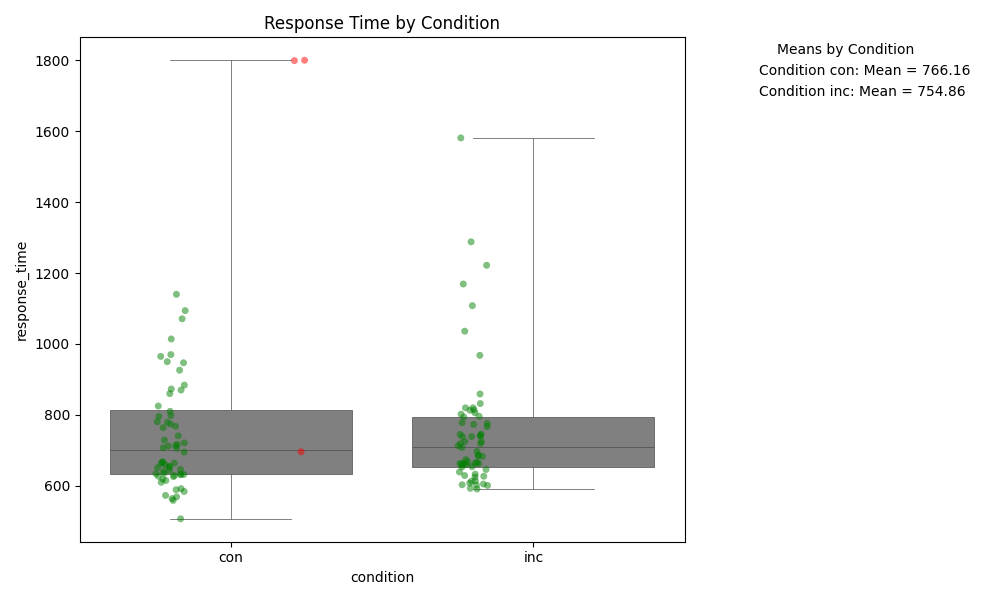 Response Time by Condition
Means by Condition
Condition con: Mean = 766.16
Condition inc: Mean = 754.86
response_time
1800
1600
1400
1200
1000
800
600
con inc
condition